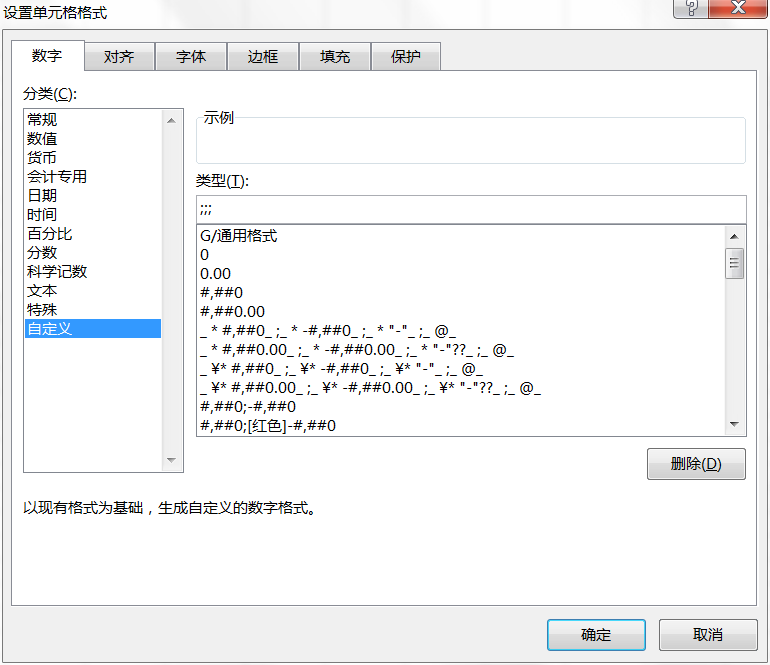 设置单元格格式
数字 对齐 字体 边框 填充 保护
分类(C):
常规
数值
货币
会计专用
日期
时间
百分比
分数
科学记数
文本
特殊
自定义
示例
类型(T):
;;;
G/通用格式
0
0.00
#,##0
#,##0.00
_ * #,##0_ ;_ * -#,##0_ ;_ * "-"_ ;_ @_
_ * #,##0.00_ ;_ * -#,##0.00_ ;_ * "-"??_ ;_ @_
_ ¥* #,##0_ ;_ ¥* -#,##0_ ;_ ¥* "-"_ ;_ @_
_ ¥* #,##0.00_ ;_ ¥* -#,##0.00_ ;_ ¥* "-"??_ ;_ @_
#,##0;-#,##0
#,##0;[红色]-#,##0
删除(D)
以现有格式为基础，生成自定义的数字格式。
确定 取消